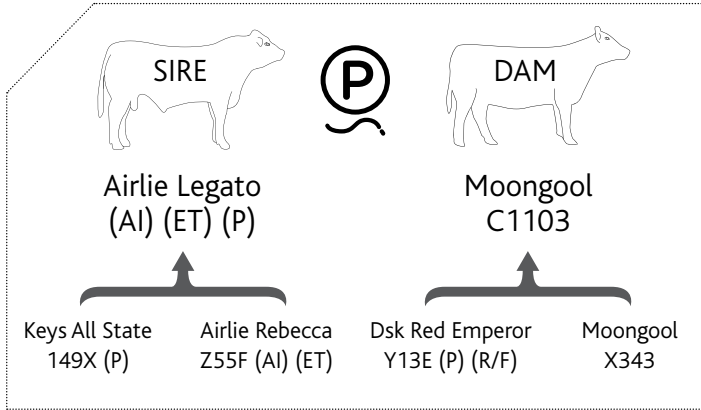 SIRE
P
DAM
Airlie Legato
(AI) (ET) (P)
Moongool
C1103
Keys All State
149X (P)
Airlie Rebecca
Z55F (AI) (ET)
Dsk Red Emperor
Y13E (P) (R/F)
Moongool
X343